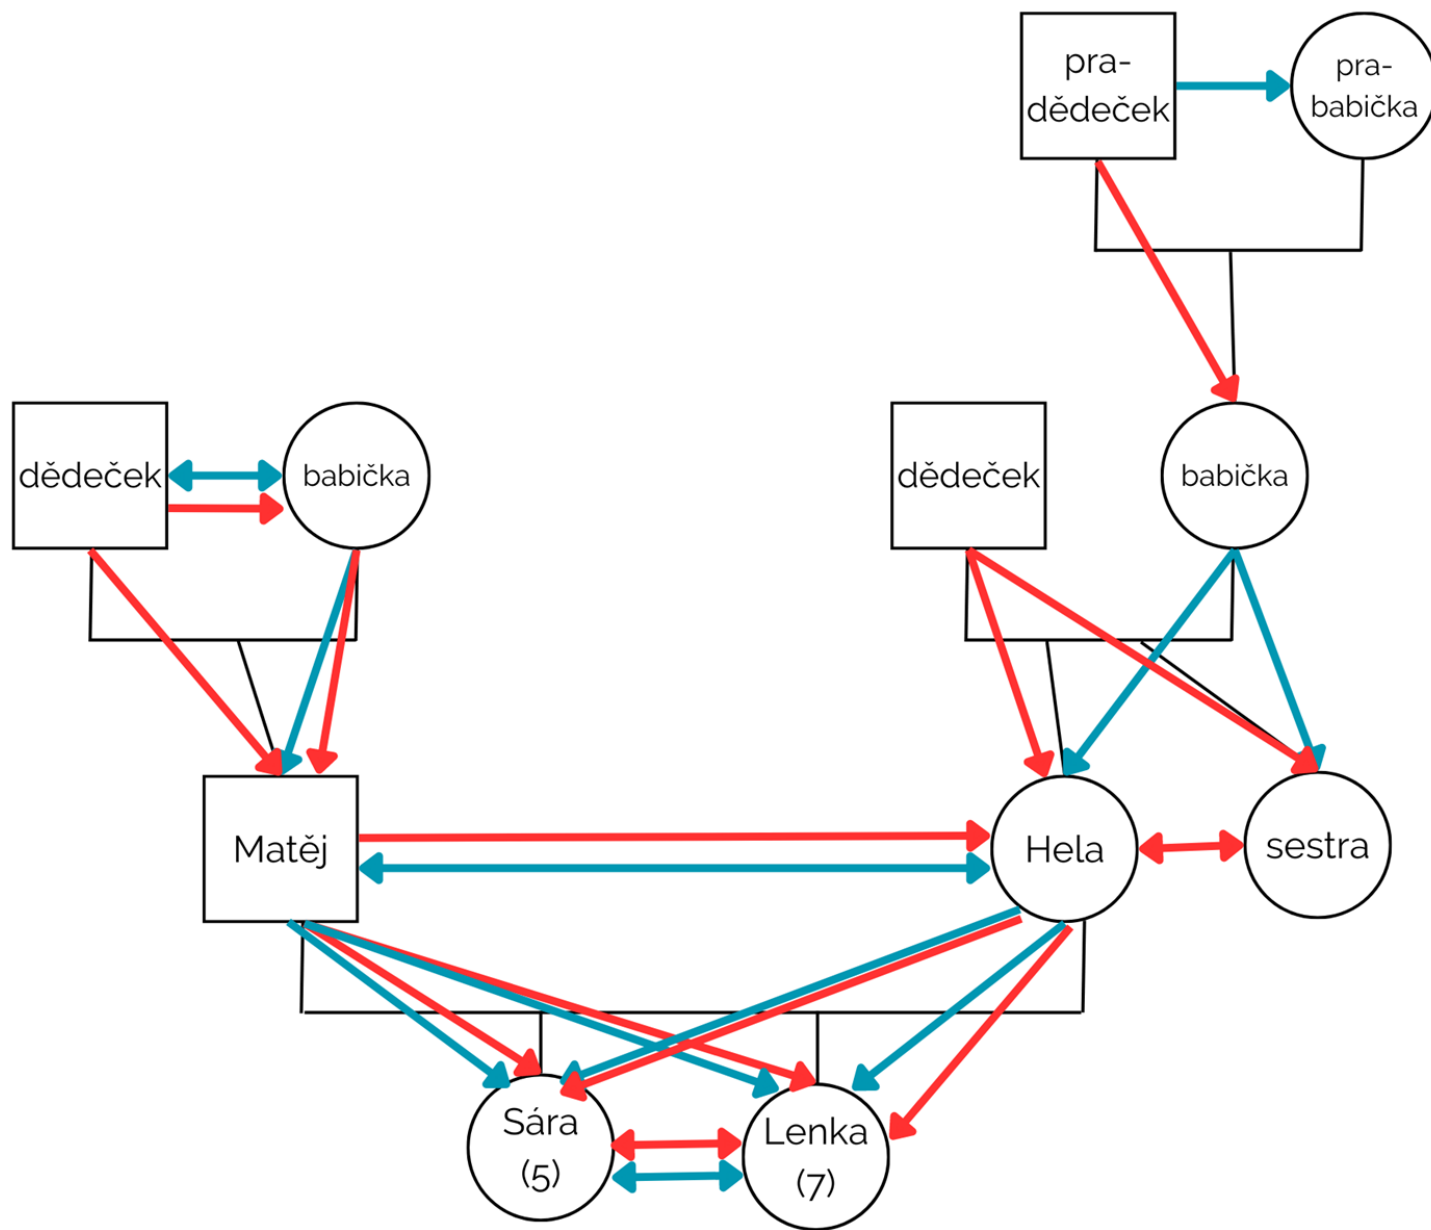 pra-
dědeček
pra-
babička
dědeček
babička
dědeček
babička
Matěj
Hela
sestra
Sára
(5)
Lenka
(7)